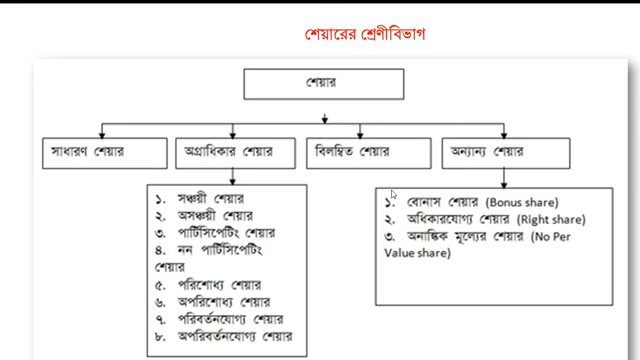 শেয়ারের শ্রেণীবিভাগ
শেয়ার
সাধারণ শেয়ার
অগ্রাধিকার শেয়ার
বিলম্বিত শেয়ার
অন্যান্য শেয়ার
১. সঞ্চয়ী শেয়ার
২. অসঞ্চয়ী শেয়ার
৩. পার্টিসিপেটিং শেয়ার
৪. নন পার্টিসিপেটিং
শেয়ার
৫. পরিশোধ্য শেয়ার
৬. অপরিশোধ্য শেয়ার
৭. পরিবর্তনযোগ্য শেয়ার
৮. অপরিবর্তনযোগ্য শেয়ার
১. বোনাস শেয়ার (Bonus share)
২. অধিকারযোগ্য শেয়ার (Right share)
৩. অনাঙ্কিক মূল্যের শেয়ার (No Per
Value share)